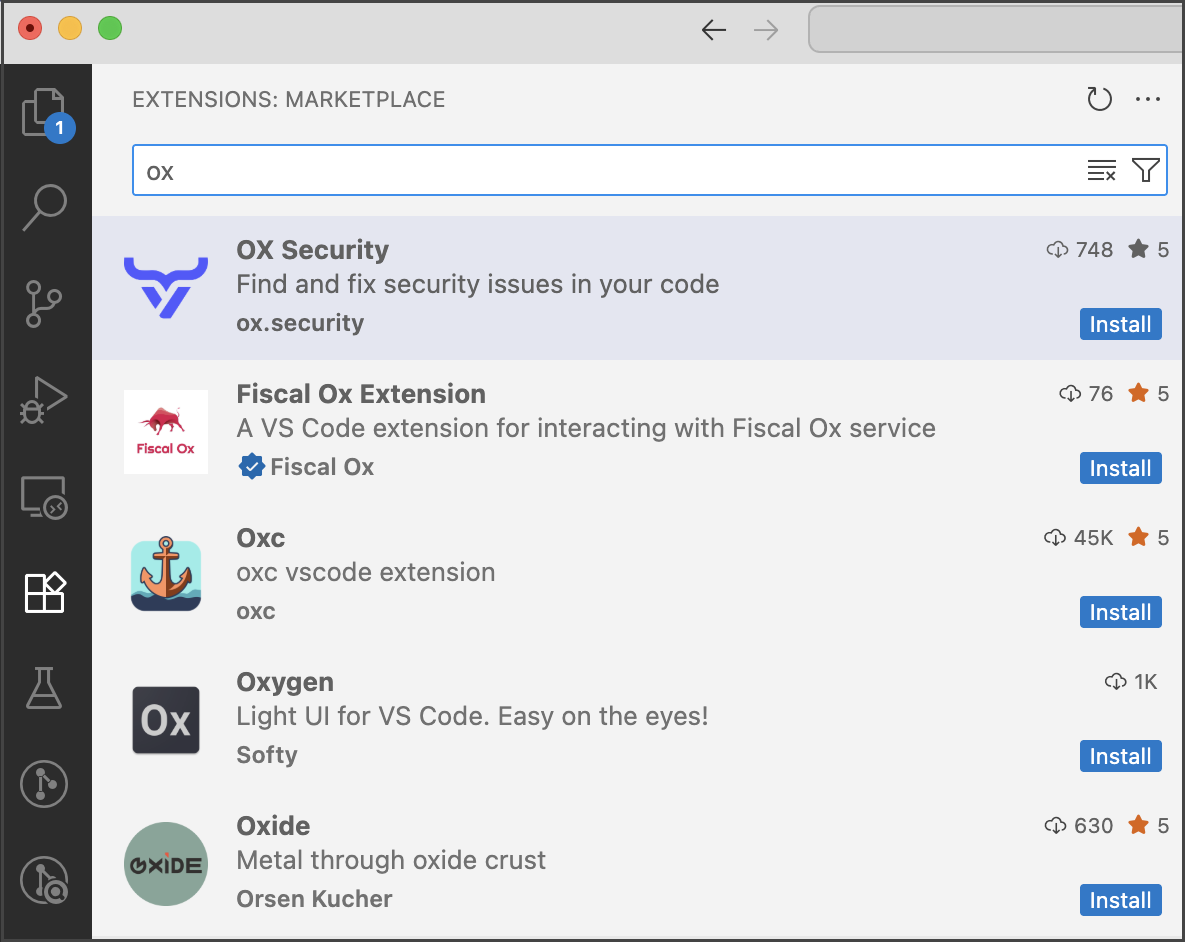 EXTENSIONS: MARKETPLACE
1
ox
OX Security 748 5
Find and fix security issues in your code
ox.security Install
Fiscal Ox Extension 76 5
A VS Code extension for interacting with Fiscal Ox service
Fiscal Ox
Fiscal Ox Install
Oxc 45K 5
oxc vscode extension
oxc Install
Oxygen 1K
Light UI for VS Code. Easy on the eyes!
Ox
Softy Install
Oxide 630 5
Metal through oxide crust
OXiDE
Orsen Kucher Install